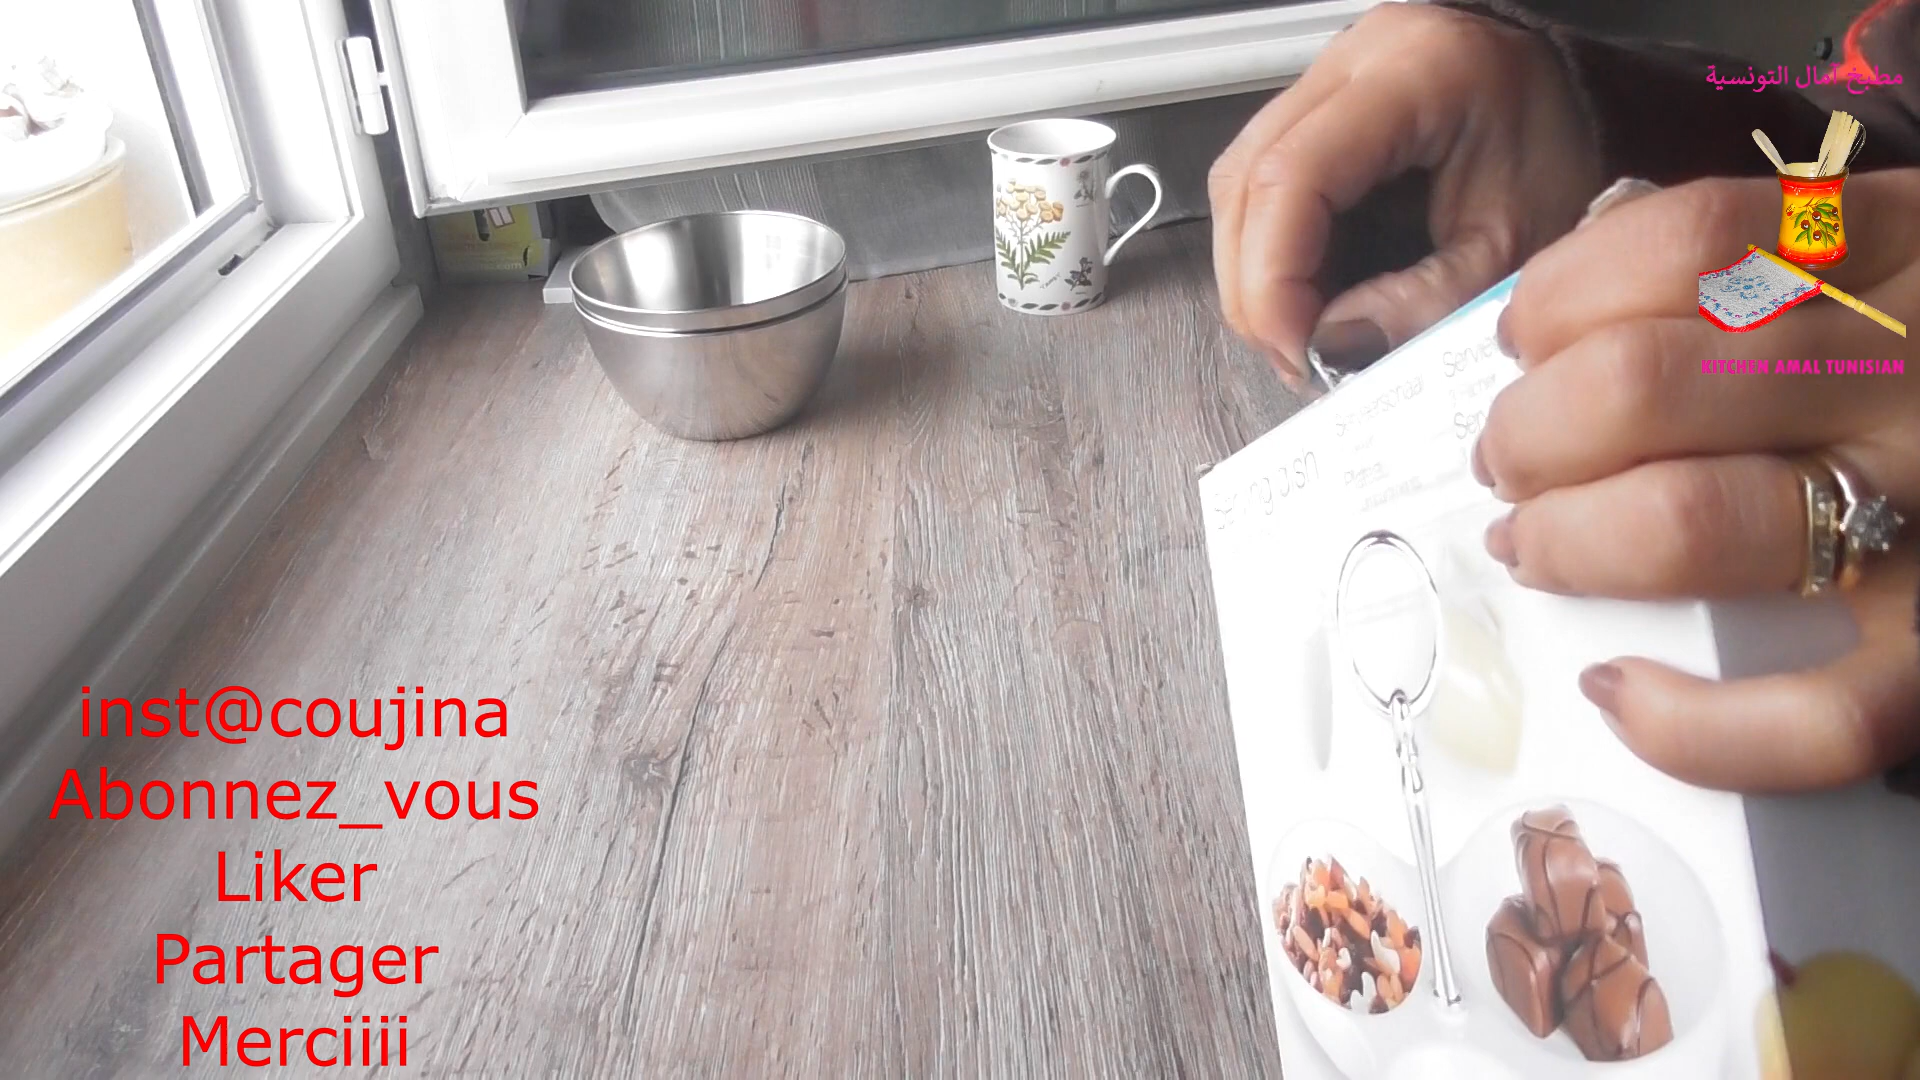 مطبخ آمال التونسية
KITCHEN AMAL TUNISIAN
inst@coujina
Abonnez_vous
Liker
Partager
Merciiii